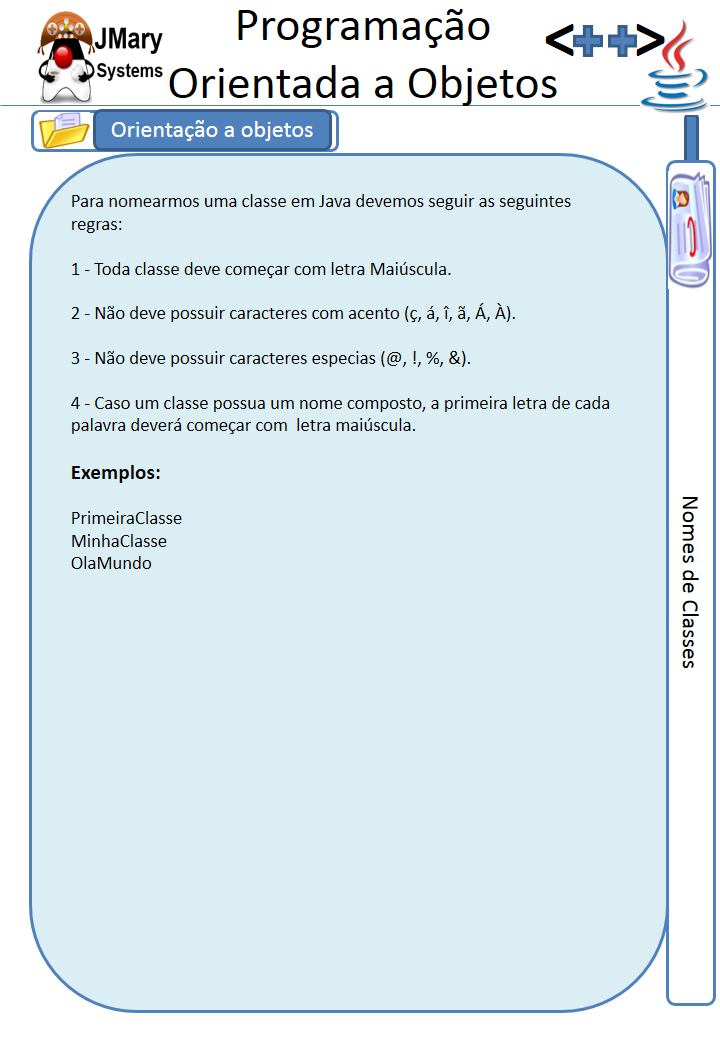 JMary
Systems
Programação
Orientada a Objetos
<++>
Orientação a objetos
Para nomearmos uma classe em Java devemos seguir as seguintes
regras:
1 - Toda classe deve começar com letra Maiúscula.
2 - Não deve possuir caracteres com acento (ç, á, î, ã, Á, À).
3 - Não deve possuir caracteres especias (@, !, %, &).
4 - Caso um classe possua um nome composto, a primeira letra de cada
palavra deverá começar com  letra maiúscula.
Exemplos:
PrimeiraClasse
MinhaClasse
OlaMundo
Nomes de Classes